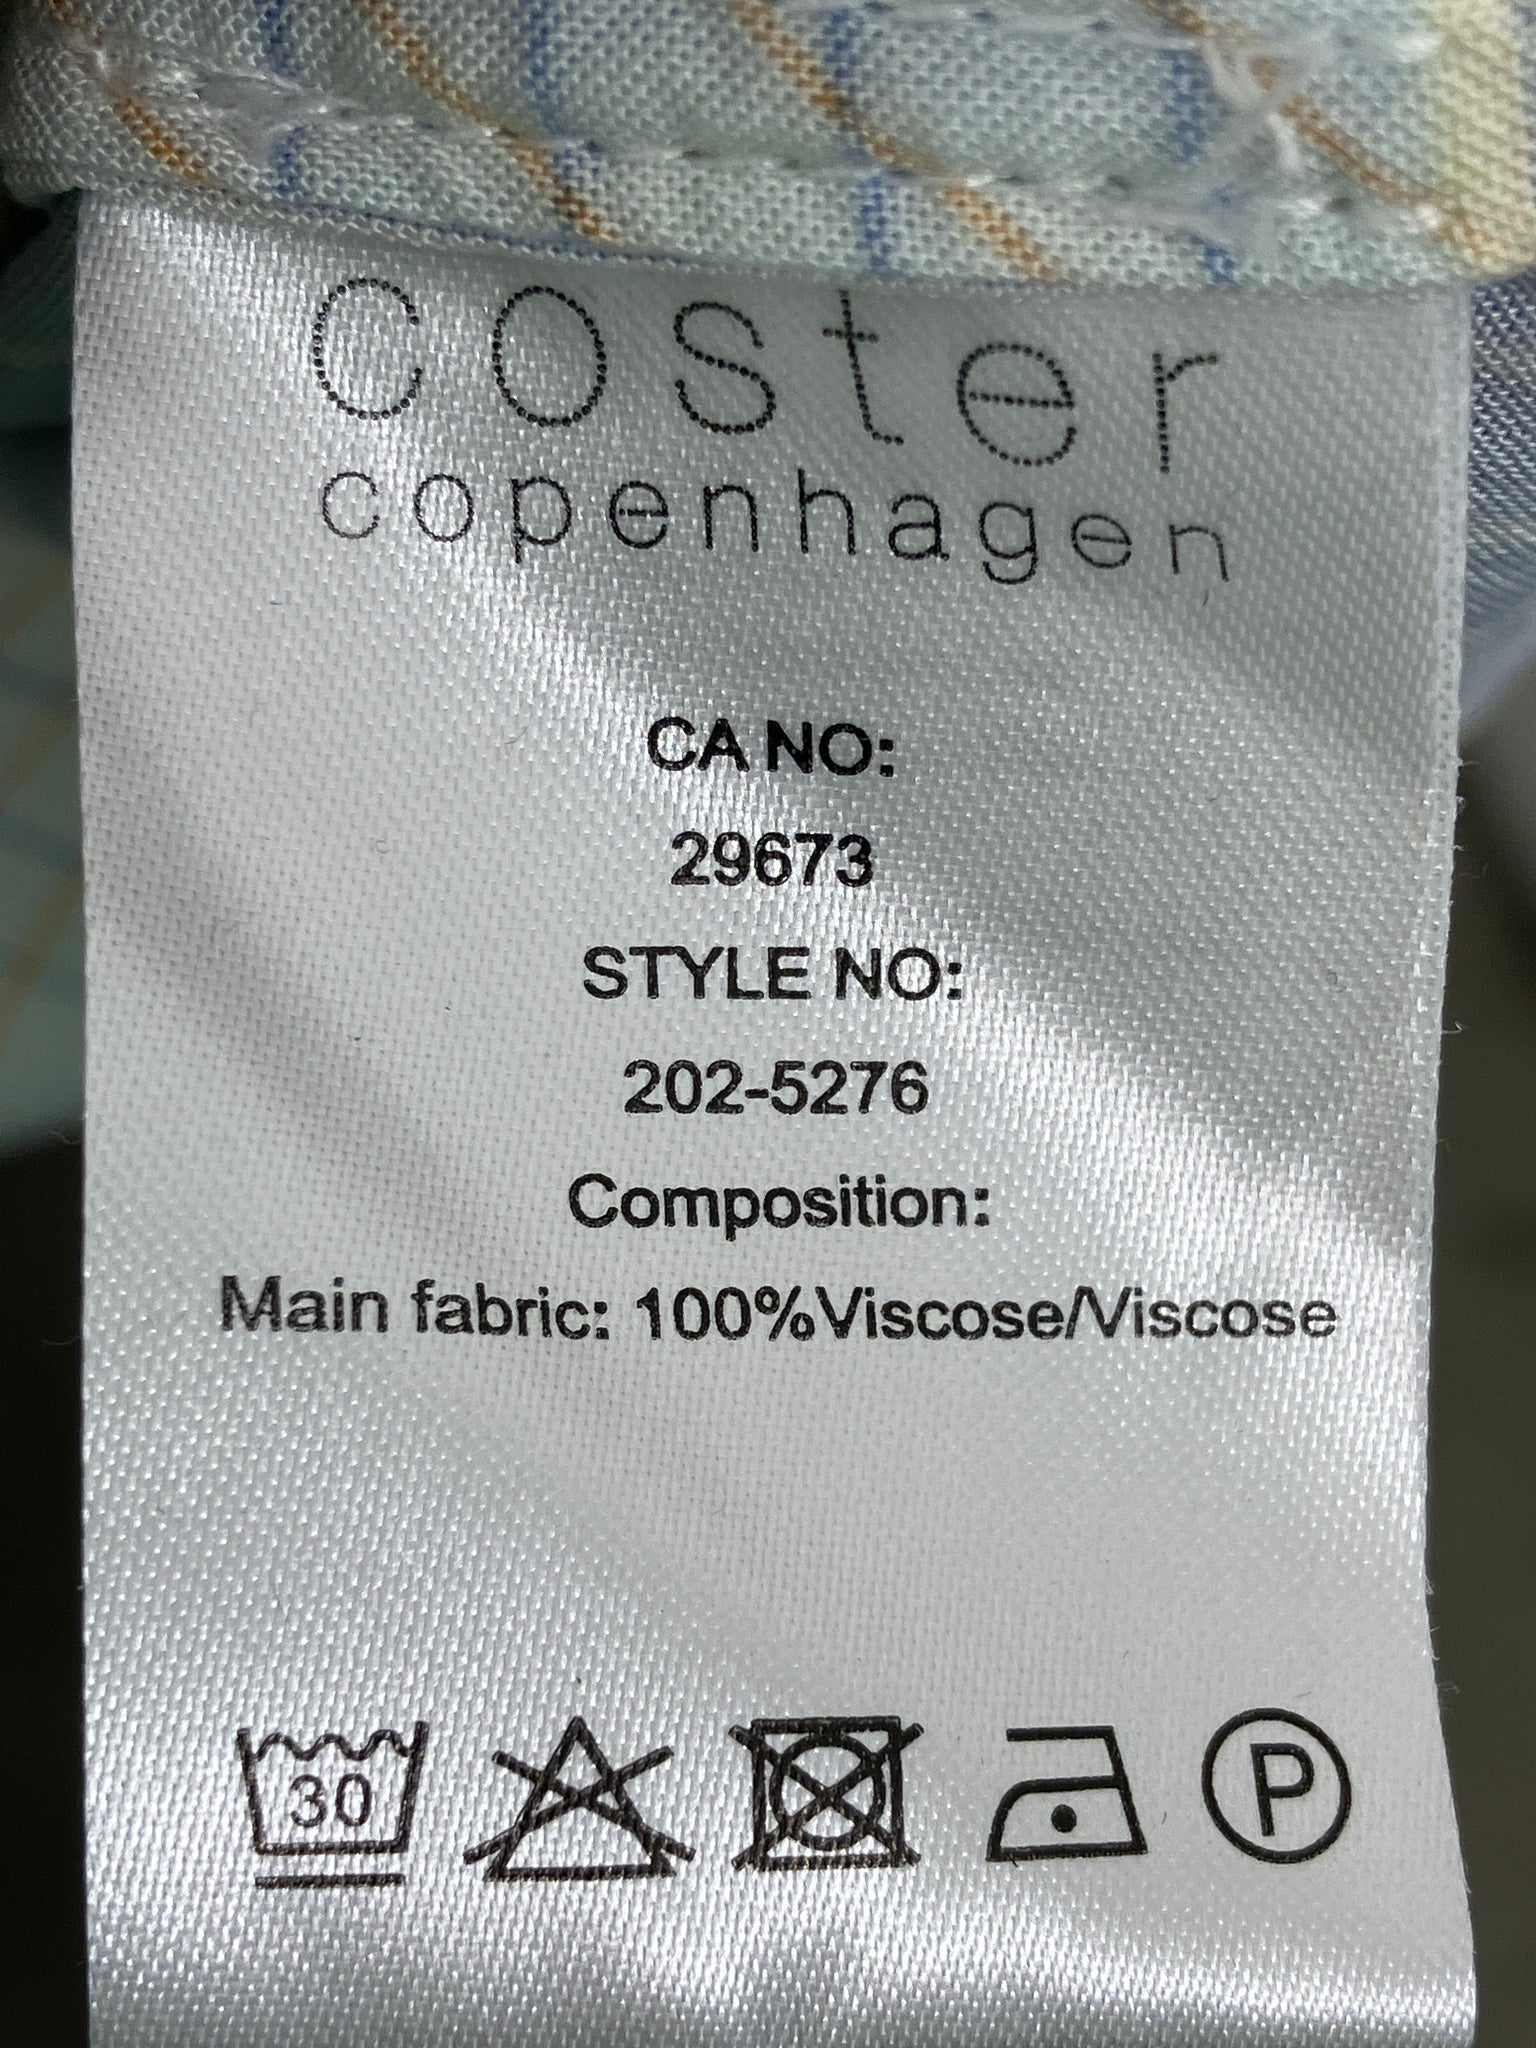 coster
copenhagen
CA NO:
29673
STYLE NO:
202-5276
Composition:
Main fabric: 100%Viscose/Viscose
30
P